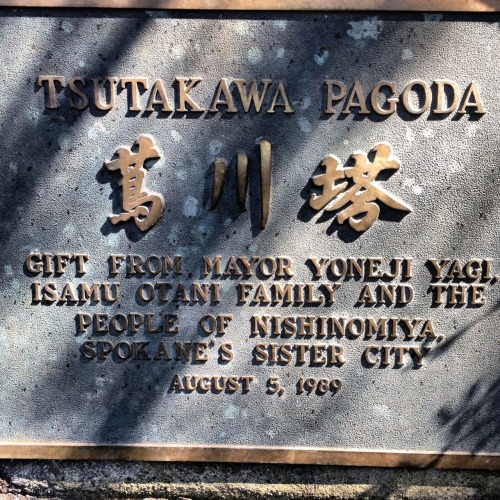 TSUTAKAWA PAGODA
蔦川塔
GIFT FROM MAYOR YONEJI YAGI,
ISAMU OTANI FAMILY AND THE
PEOPLE OF NISHINOMIYA,
SPOKANE'S SISTER CITY
AUGUST 5, 1989